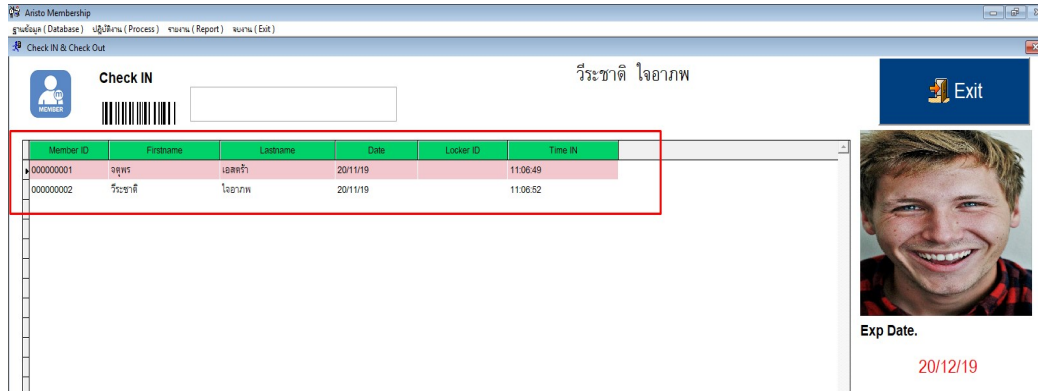 Aristo Membership
ฐานข้อมูล ( Database ) ปฏิบัติงาน ( Process ) รายงาน ( Report ) จบงาน ( Exit )
Check IN & Check Out
Check IN
วีระชาติ ใจอาภพ
Exit
MEMBER
Member ID Firstname Lastname Date Locker ID Time IN
000000001 จตุพร เอสตร้า 20/11/19 11:06:49
000000002 วีระชาติ ใจอาภพ 20/11/19 11:06:52
Exp Date.
20/12/19